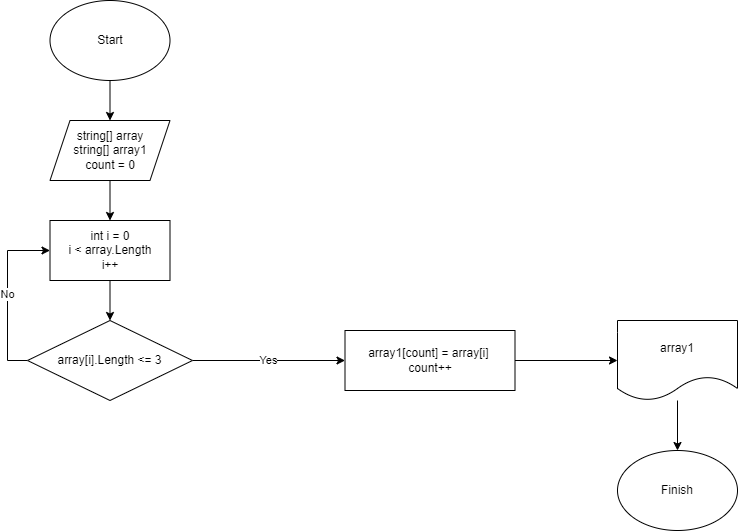 Start
string[] array
string[] array1
count = 0
int i = 0
i < array.Length
i++
No
array[i].Length <= 3
Yes
array1[count] = array[i]
count++
array1
Finish